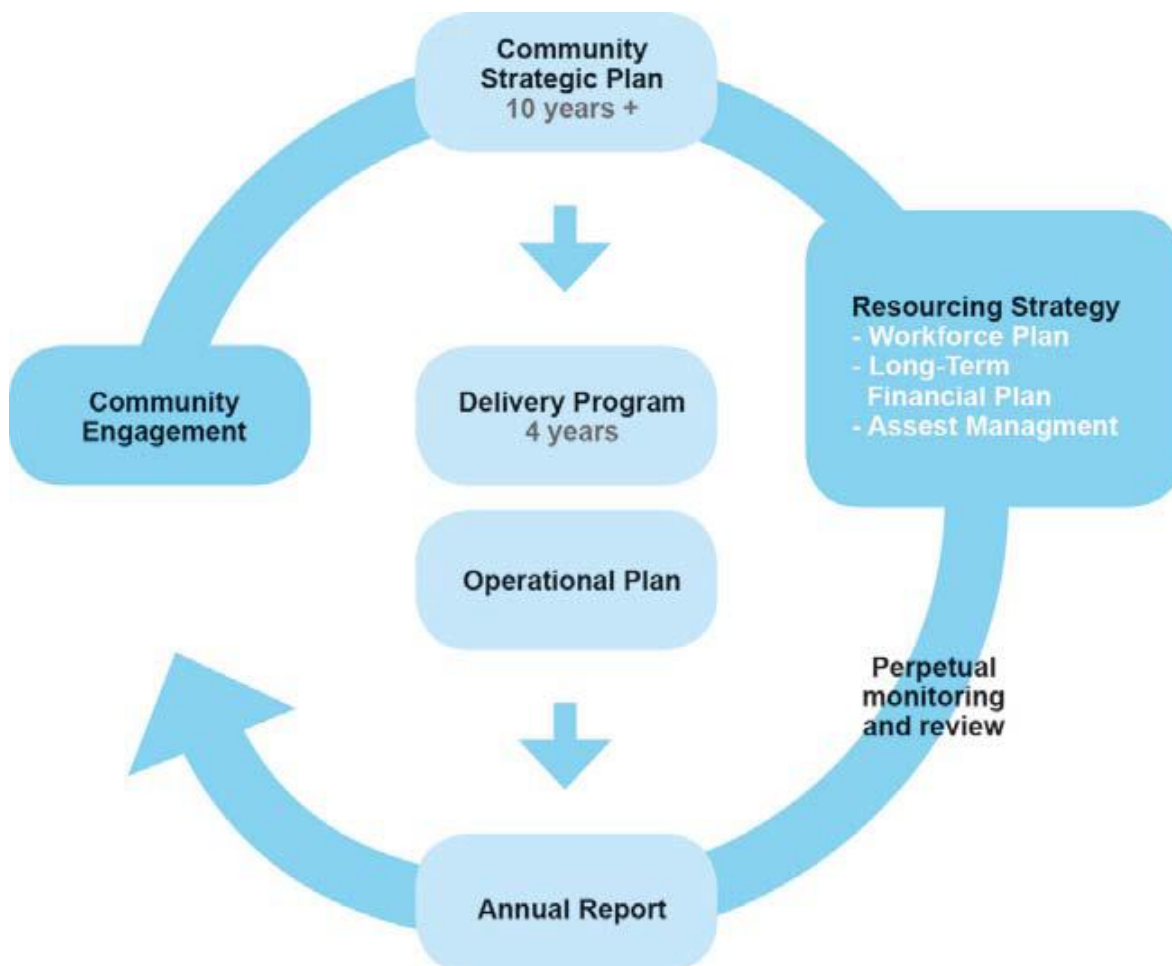 Community
Strategic Plan
10 years +
Resourcing Strategy
- Workforce Plan
- Long-Term
Financial Plan
- Assest Managment
Community
Engagement
Delivery Program
4 years
Operational Plan
Perpetual
monitoring
and review
Annual Report